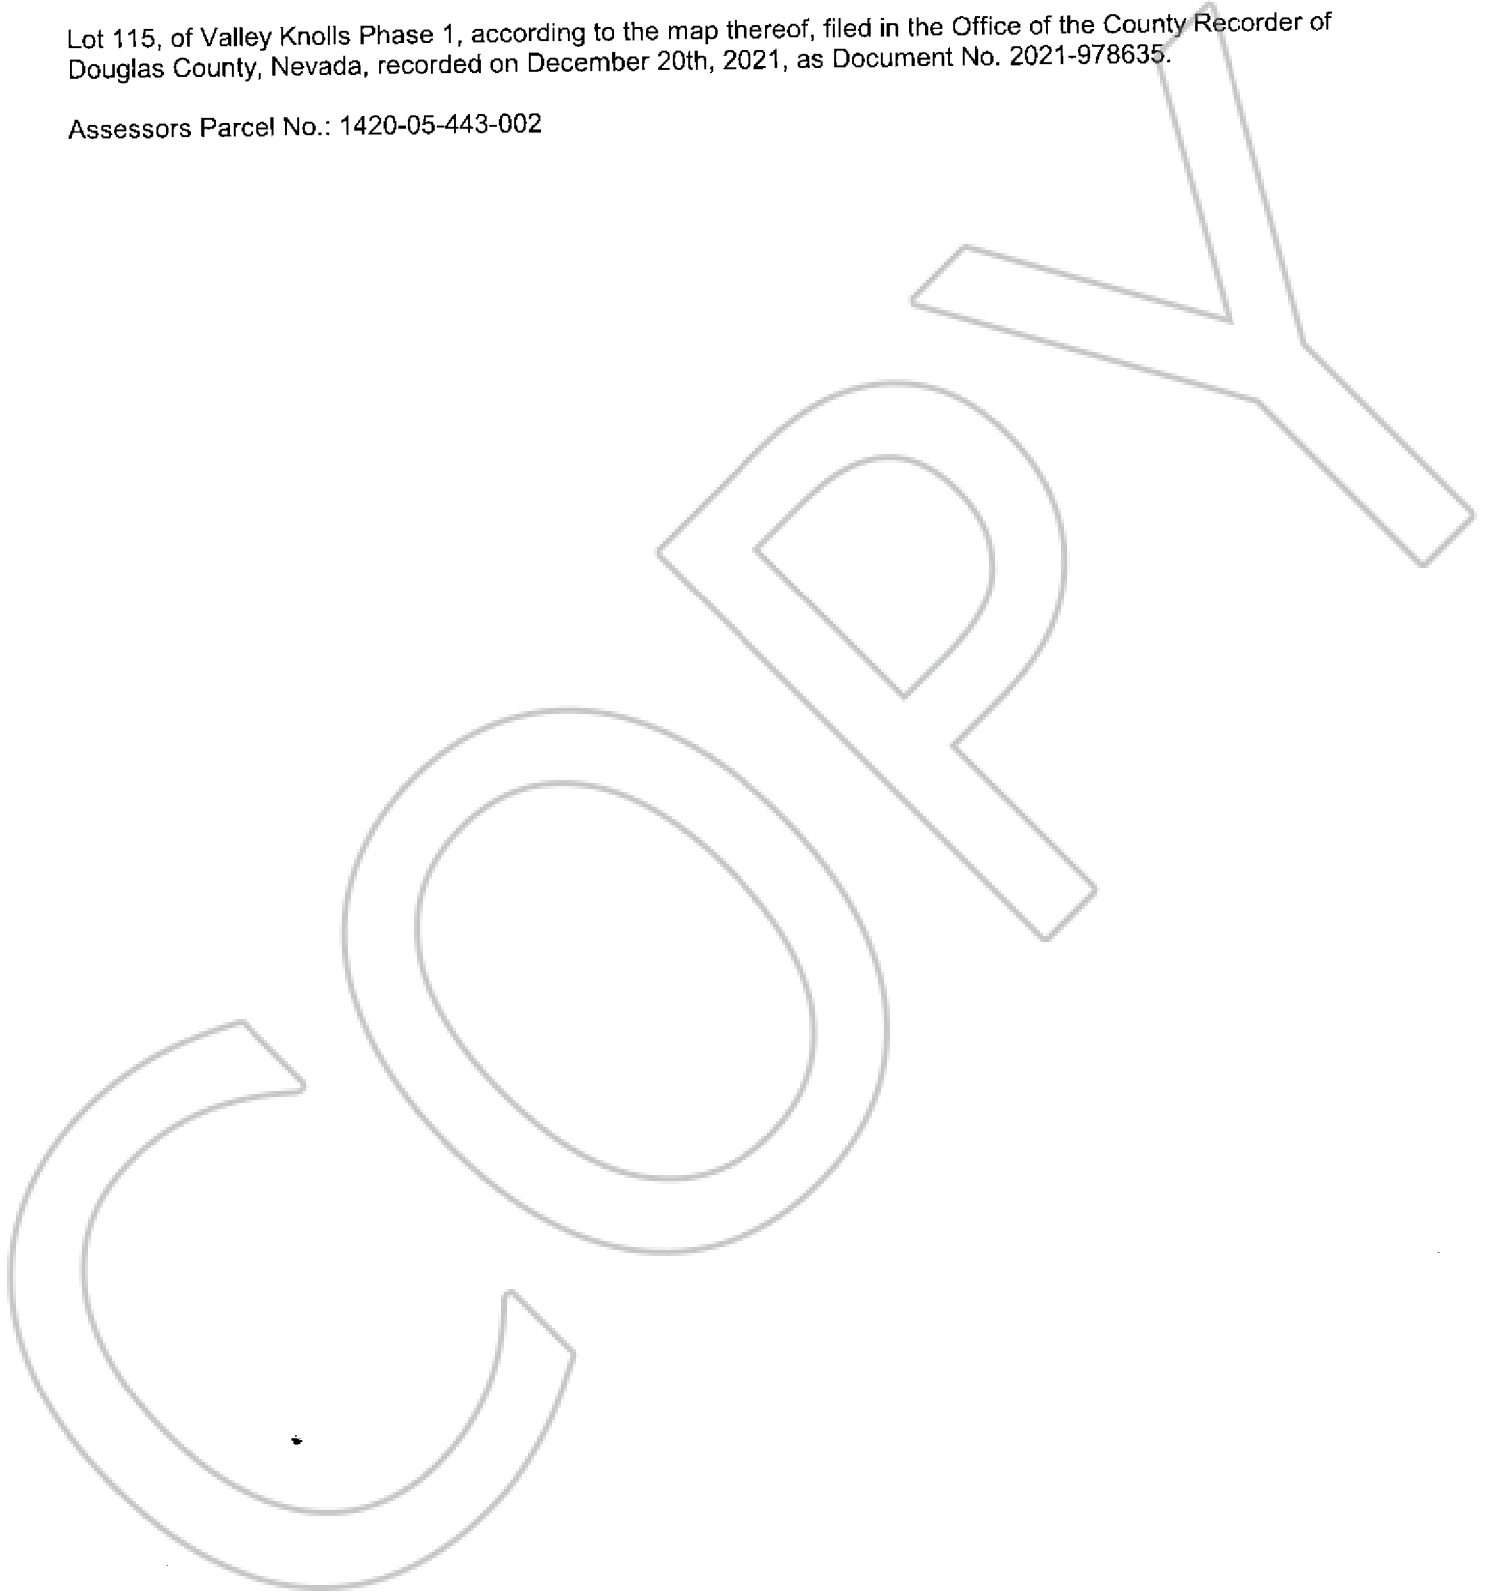 Lot 115, of Valley Knolls Phase 1, according to the map thereof, filed in the Office of the County Recorder of
Douglas County, Nevada, recorded on December 20th, 2021, as Document No. 2021-978635.
Assessors Parcel No.: 1420-05-443-002
COPY